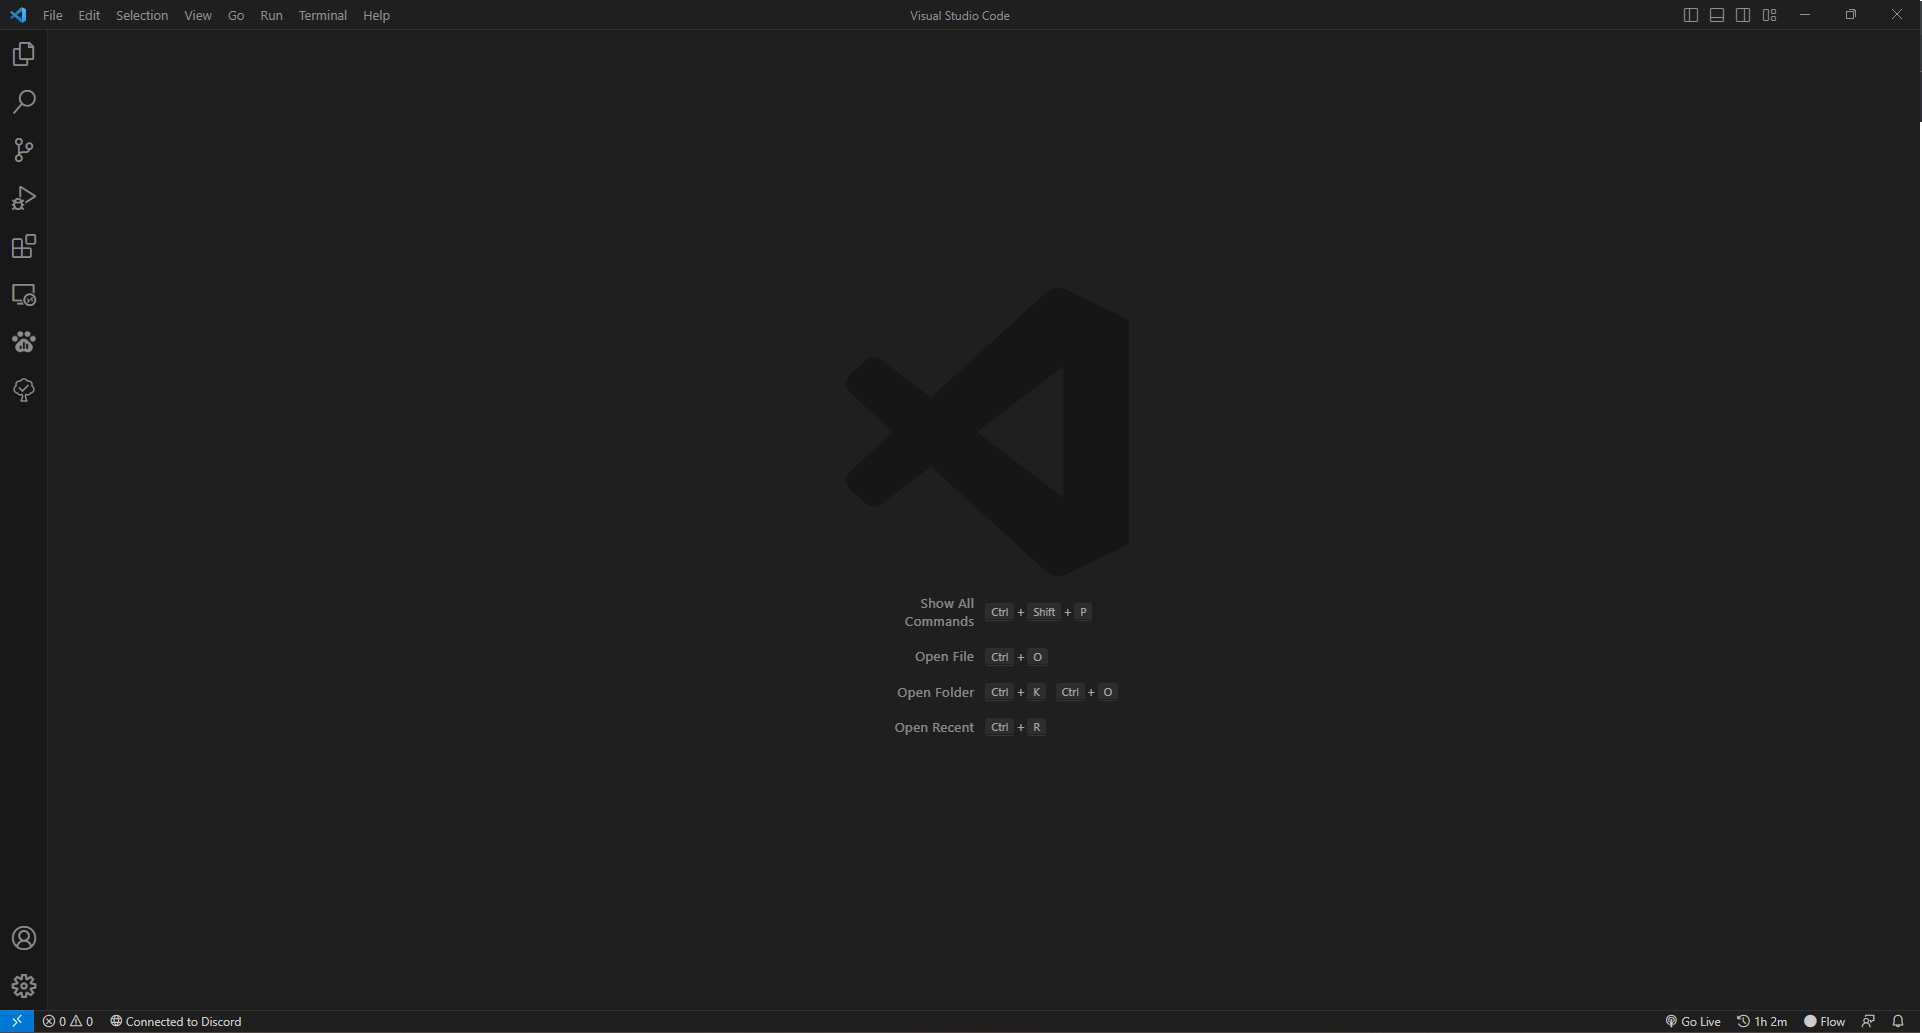 File Edit Selection View Go Run Terminal Help Visual Studio Code
Show All Commands Ctrl + Shift + P
Open File Ctrl + O
Open Folder Ctrl + K Ctrl + O
Open Recent Ctrl + R
0 0 Connected to Discord Go Live 1h 2m Flow